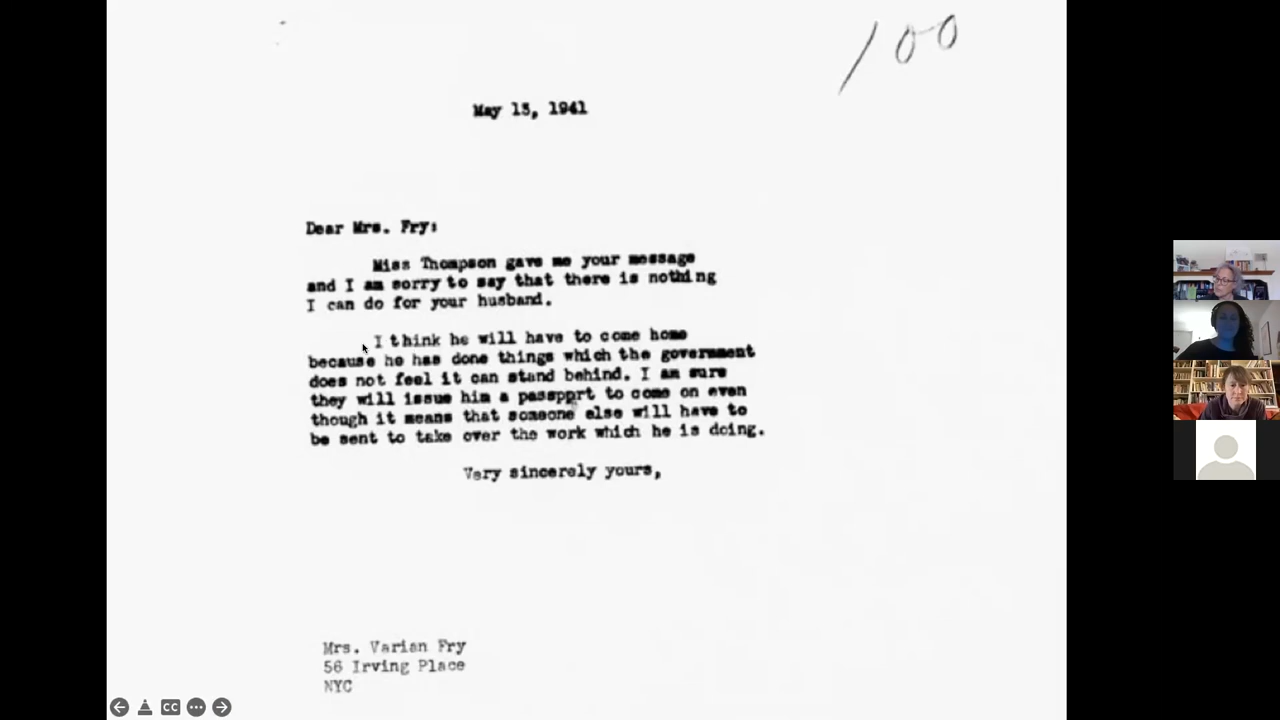 100
May 13, 1941
Dear Mrs. Fry:
Miss Thompson gave me your message
and I am sorry to say that there is nothing
I can do for your husband.
I think he will have to come home
because he has done things which the government
does not feel it can stand behind. I am sure
they will issue him a passport to come on even
though it means that someone else will have to
be sent to take over the work which he is doing.
Very sincerely yours,
Mrs. Varian Fry
56 Irving Place
NYC
CC